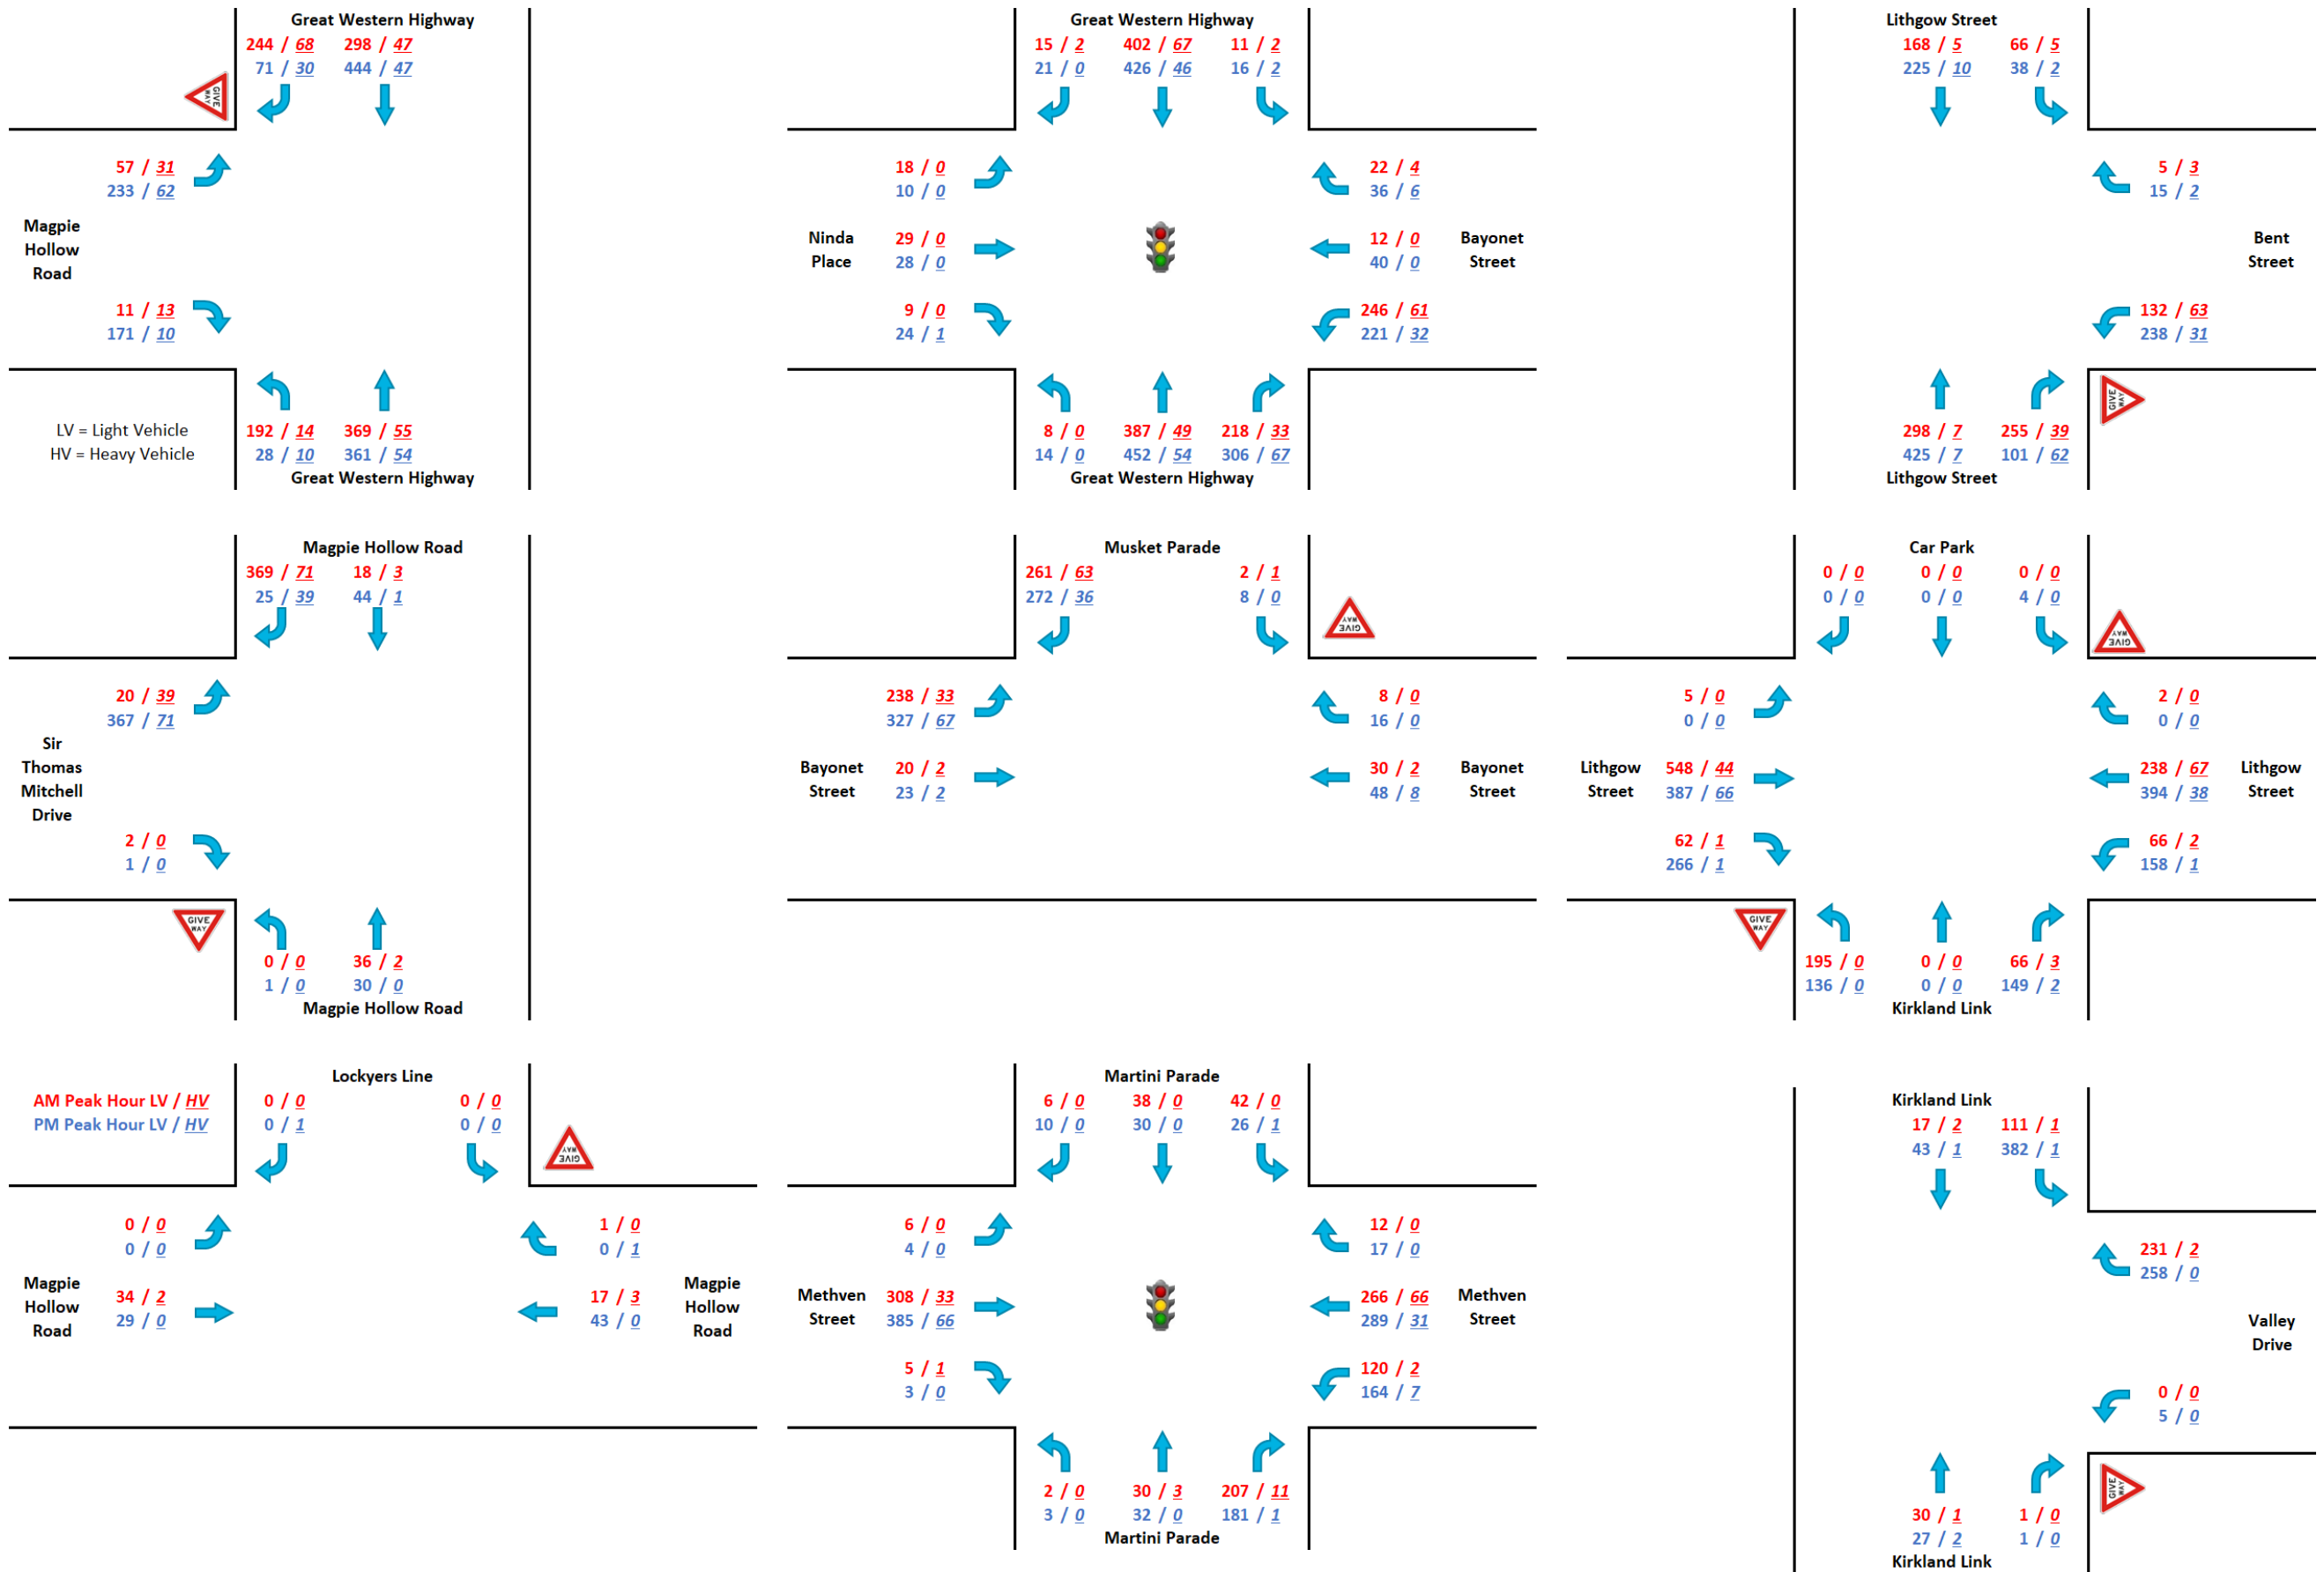 Great Western Highway
244 / 68 298 / 47
71 / 30 444 / 47
GIVE WAY
57 / 31
233 / 62
Magpie
Hollow
Road
11 / 13
171 / 10
LV = Light Vehicle
HV = Heavy Vehicle
192 / 14 369 / 55
28 / 10 361 / 54
Great Western Highway
Great Western Highway
15 / 2 402 / 67 11 / 2
21 / 0 426 / 46 16 / 2
18 / 0
10 / 0
22 / 4
36 / 6
Ninda
Place
29 / 0
28 / 0
12 / 0
40 / 0
Bayonet
Street
9 / 0
24 / 1
246 / 61
221 / 32
8 / 0 387 / 49 218 / 33
14 / 0 452 / 54 306 / 67
Great Western Highway
Lithgow Street
168 / 5 66 / 5
225 / 10 38 / 2
5 / 3
15 / 2
Bent
Street
132 / 63
238 / 31
GIVE WAY
298 / 7 255 / 39
425 / 7 101 / 62
Lithgow Street
Magpie Hollow Road
369 / 71 18 / 3
25 / 39 44 / 1
20 / 39
367 / 71
Sir
Thomas
Mitchell
Drive
2 / 0
1 / 0
GIVE
WAY
0 / 0 36 / 2
1 / 0 30 / 0
Magpie Hollow Road
Musket Parade
261 / 63 2 / 1
272 / 36 8 / 0
GIVE
WAY
238 / 33
327 / 67
8 / 0
16 / 0
Bayonet
Street
20 / 2
23 / 2
30 / 2
48 / 8
Bayonet
Street
Car Park
0 / 0 0 / 0 0 / 0
0 / 0 0 / 0 4 / 0
GIVE
WAY
5 / 0
0 / 0
2 / 0
0 / 0
Lithgow
Street
548 / 44
387 / 66
238 / 67
394 / 38
Lithgow
Street
62 / 1
266 / 1
66 / 2
158 / 1
GIVE
WAY
195 / 0 0 / 0 66 / 3
136 / 0 0 / 0 149 / 2
Kirkland Link
AM Peak Hour LV / HV
PM Peak Hour LV / HV
Lockyers Line
0 / 0 0 / 0
0 / 1 0 / 0
GIVE
WAY
0 / 0
0 / 0
1 / 0
0 / 1
Magpie
Hollow
Road
34 / 2
29 / 0
17 / 3
43 / 0
Magpie
Hollow
Road
Martini Parade
6 / 0 38 / 0 42 / 0
10 / 0 30 / 0 26 / 1
6 / 0
4 / 0
12 / 0
17 / 0
Methven
Street
308 / 33
385 / 66
266 / 66
289 / 31
Methven
Street
5 / 1
3 / 0
120 / 2
164 / 7
2 / 0 30 / 3 207 / 11
3 / 0 32 / 0 181 / 1
Martini Parade
Kirkland Link
17 / 2 111 / 1
43 / 1 382 / 1
231 / 2
258 / 0
Valley
Drive
0 / 0
5 / 0
GIVE WAY
30 / 1 1 / 0
27 / 2 1 / 0
Kirkland Link